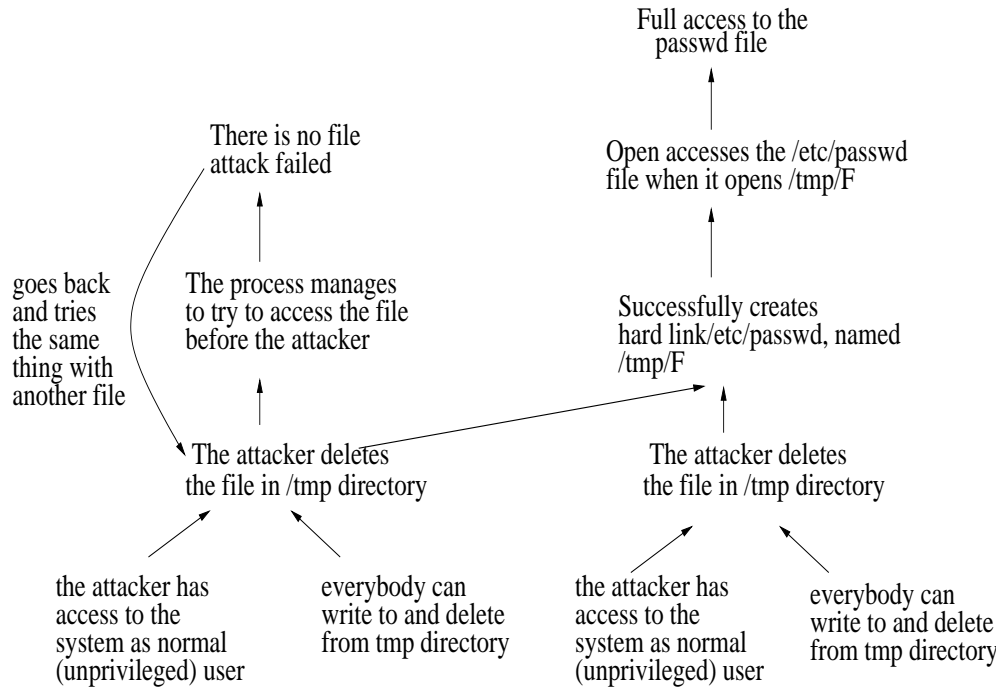 Full access to the
passwd file
There is no file
attack failed
Open accesses the /etc/passwd
file when it opens /tmp/F
goes back
and tries
the same
thing with
another file
The process manages
to try to access the file
before the attacker
Successfully creates
hard link/etc/passwd, named
/tmp/F
The attacker deletes
the file in /tmp directory
The attacker deletes
the file in /tmp directory
the attacker has
access to the
system as normal
(unprivileged) user
everybody can
write to and delete
from tmp directory
the attacker has
access to the
system as normal
(unprivileged) user
everybody can
write to and delete
from tmp directory